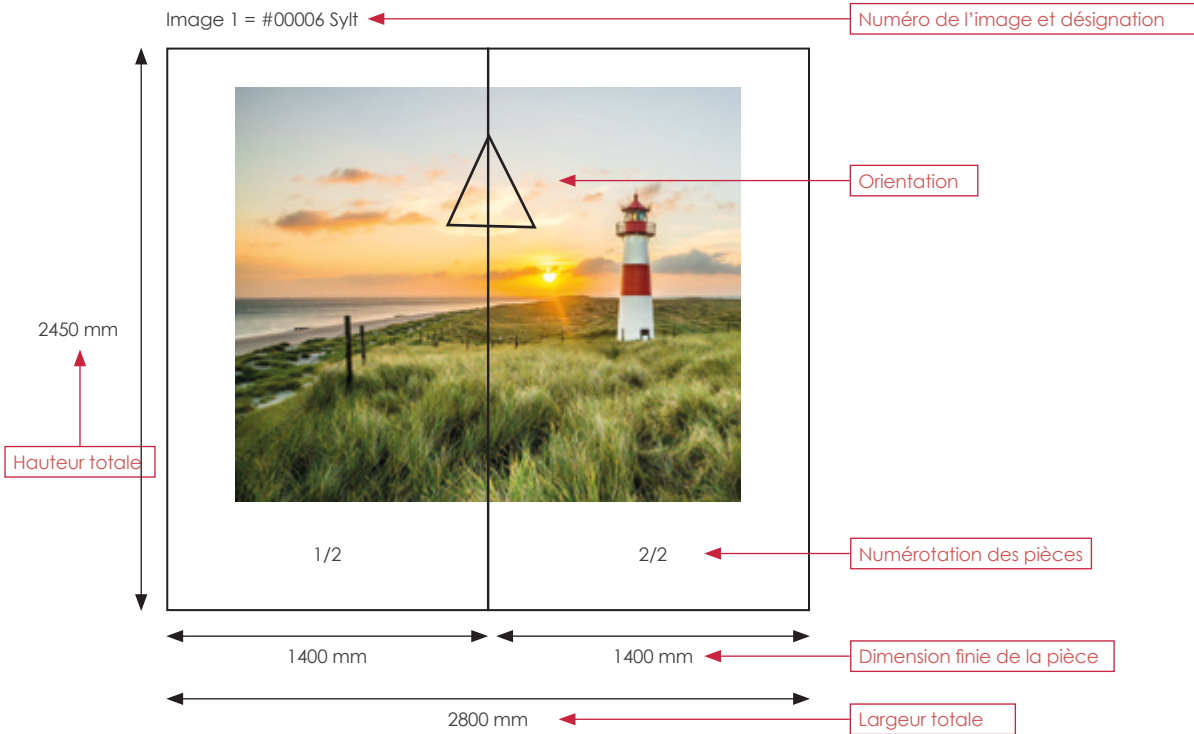 Image 1 = #00006 Sylt
Numéro de l'image et désignation
Orientation
2450 mm
Hauteur totale
1/2
2/2
Numérotation des pièces
1400 mm
1400 mm
Dimension finie de la pièce
2800 mm
Largeur totale